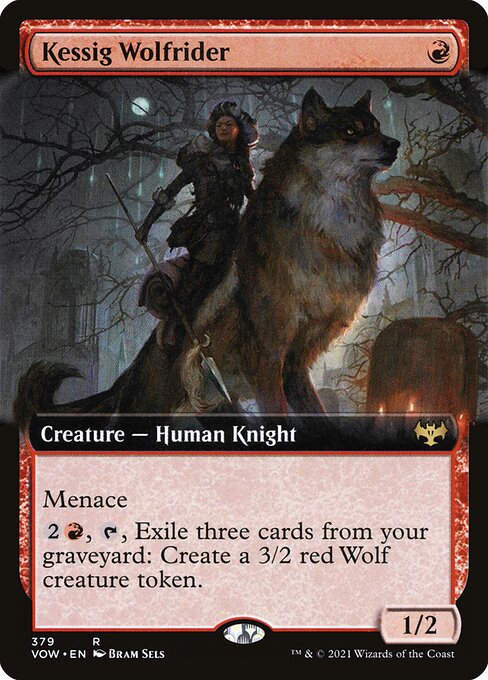 Kessig Wolfrider
Creature — Human Knight
Menace
2 , , Exile three cards from your
graveyard: Create a 3/2 red Wolf
creature token.
1/2
379 R
VOW • EN Bram Sels
™ & © 2021 Wizards of the Coast